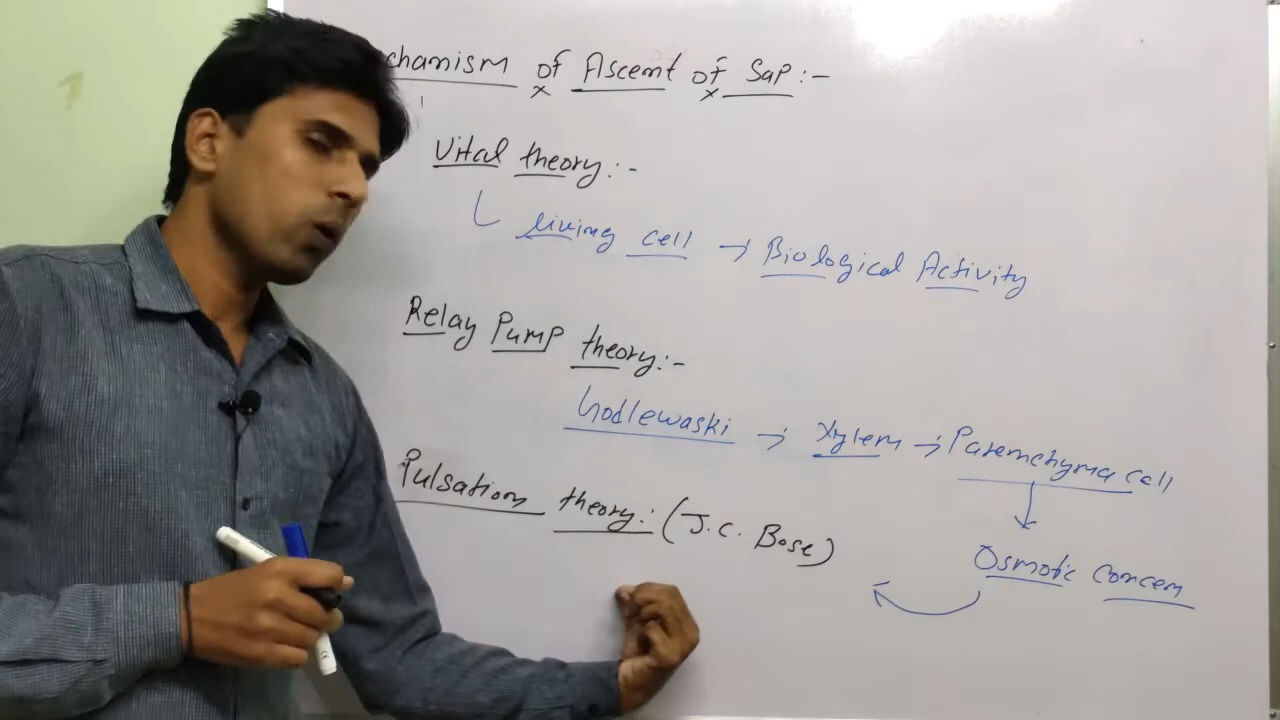 chanism of Ascent of Sap:-
Vital theory:-
living cell → Biological Activity
Relay Pump theory:-
Godlewaski → Xylem → Parenchyma cell
Osmotic Concen
Pulsation theory: (J.C. Bose)